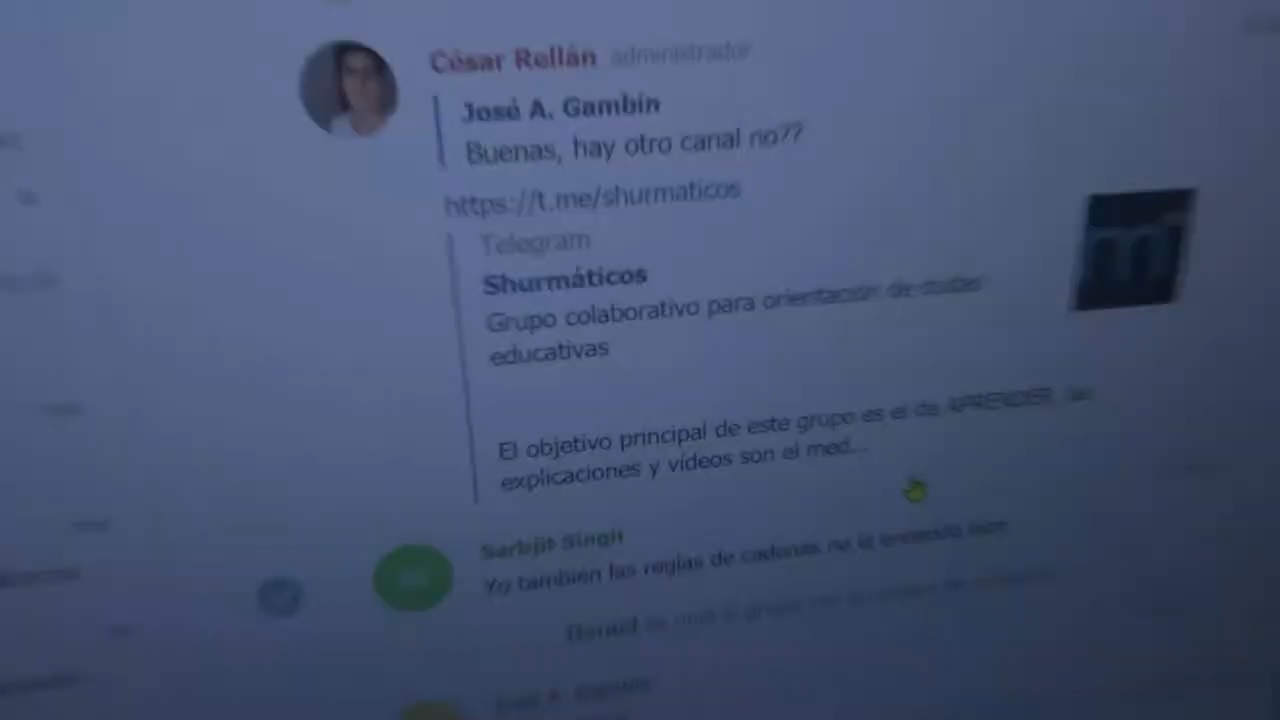 César Rellán administrador
José A. Gambín
Buenas, hay otro canal no??
https://t.me/shurmaticos
Telegram
Shurmáticos
Grupo colaborativo para orientación de dudas
educativas
El objetivo principal de este grupo es el de APRENDER, las
explicaciones y vídeos son el med...
Sarbjit Singh
Yo también las reglas de cadenas no la entiendo bien